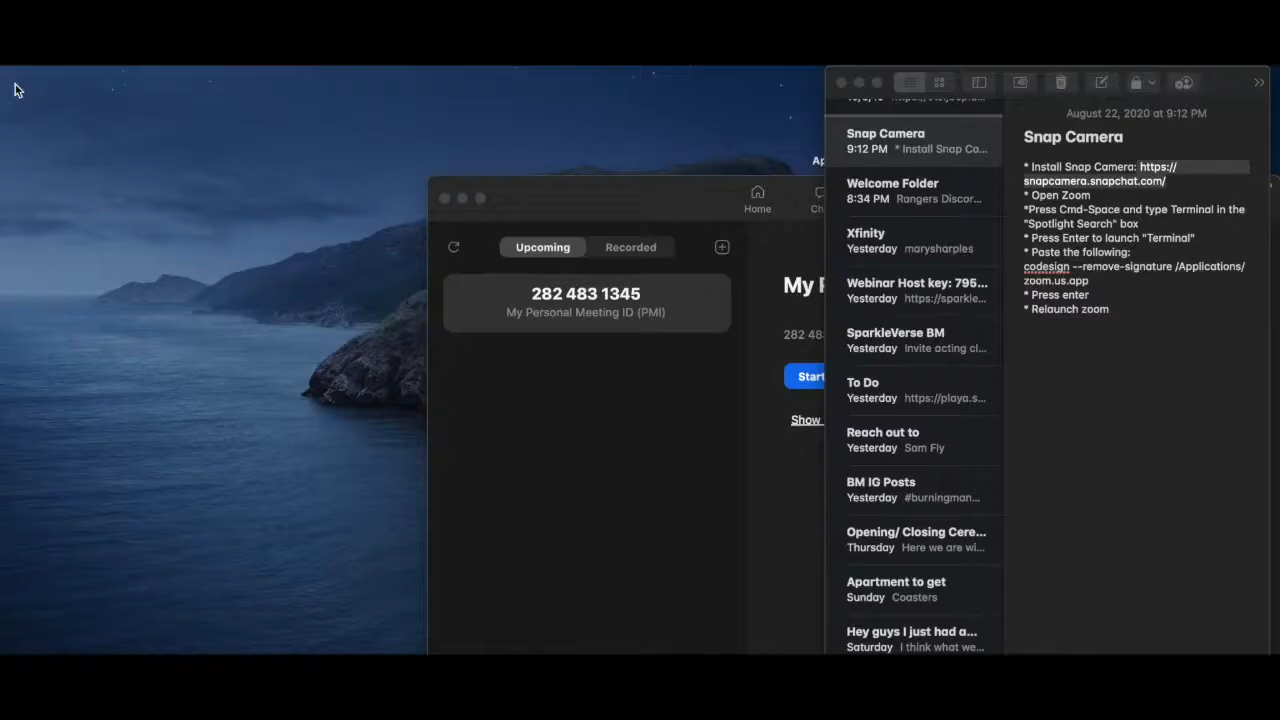 10/3/10 https://
Snap Camera
9:12 PM * Install Snap Ca...
Welcome Folder
8:34 PM Rangers Discor...
Xfinity
Yesterday marysharples
Webinar Host key: 795...
Yesterday https://sparkle...
SparkleVerse BM
Yesterday Invite acting cl...
To Do
Yesterday https://playa.s...
Reach out to
Yesterday Sam Fly
BM IG Posts
Yesterday #burningman...
Opening/ Closing Cere...
Thursday Here we are wi...
Apartment to get
Sunday Coasters
Hey guys I just had a...
Saturday I think what we...
August 22, 2020 at 9:12 PM
Snap Camera
* Install Snap Camera: https://
snapcamera.snapchat.com/
* Open Zoom
*Press Cmd-Space and type Terminal in the
"Spotlight Search" box
* Press Enter to launch "Terminal"
* Paste the following:
codesign --remove-signature /Applications/
zoom.us.app
* Press enter
* Relaunch zoom
Ap
Home
Ch
Upcoming
Recorded
282 483 1345
My Personal Meeting ID (PMI)
My P
282 48
Start
Show